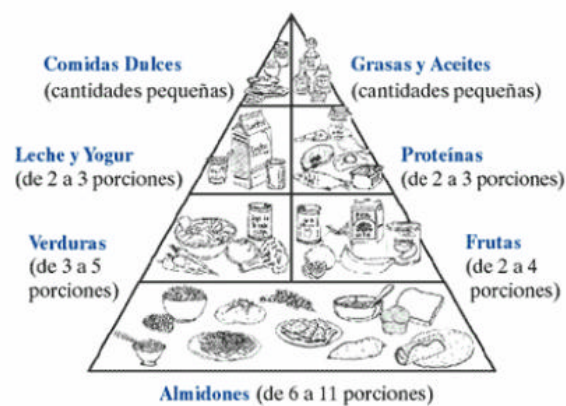 Comidas Dulces
(cantidades pequeñas)
Grasas y Aceites
(cantidades pequeñas)
Leche y Yogur
(de 2 a 3 porciones)
Proteínas
(de 2 a 3 porciones)
Verduras
(de 3 a 5
porciones)
Frutas
(de 2 a 4
porciones)
Almidones (de 6 a 11 porciones)